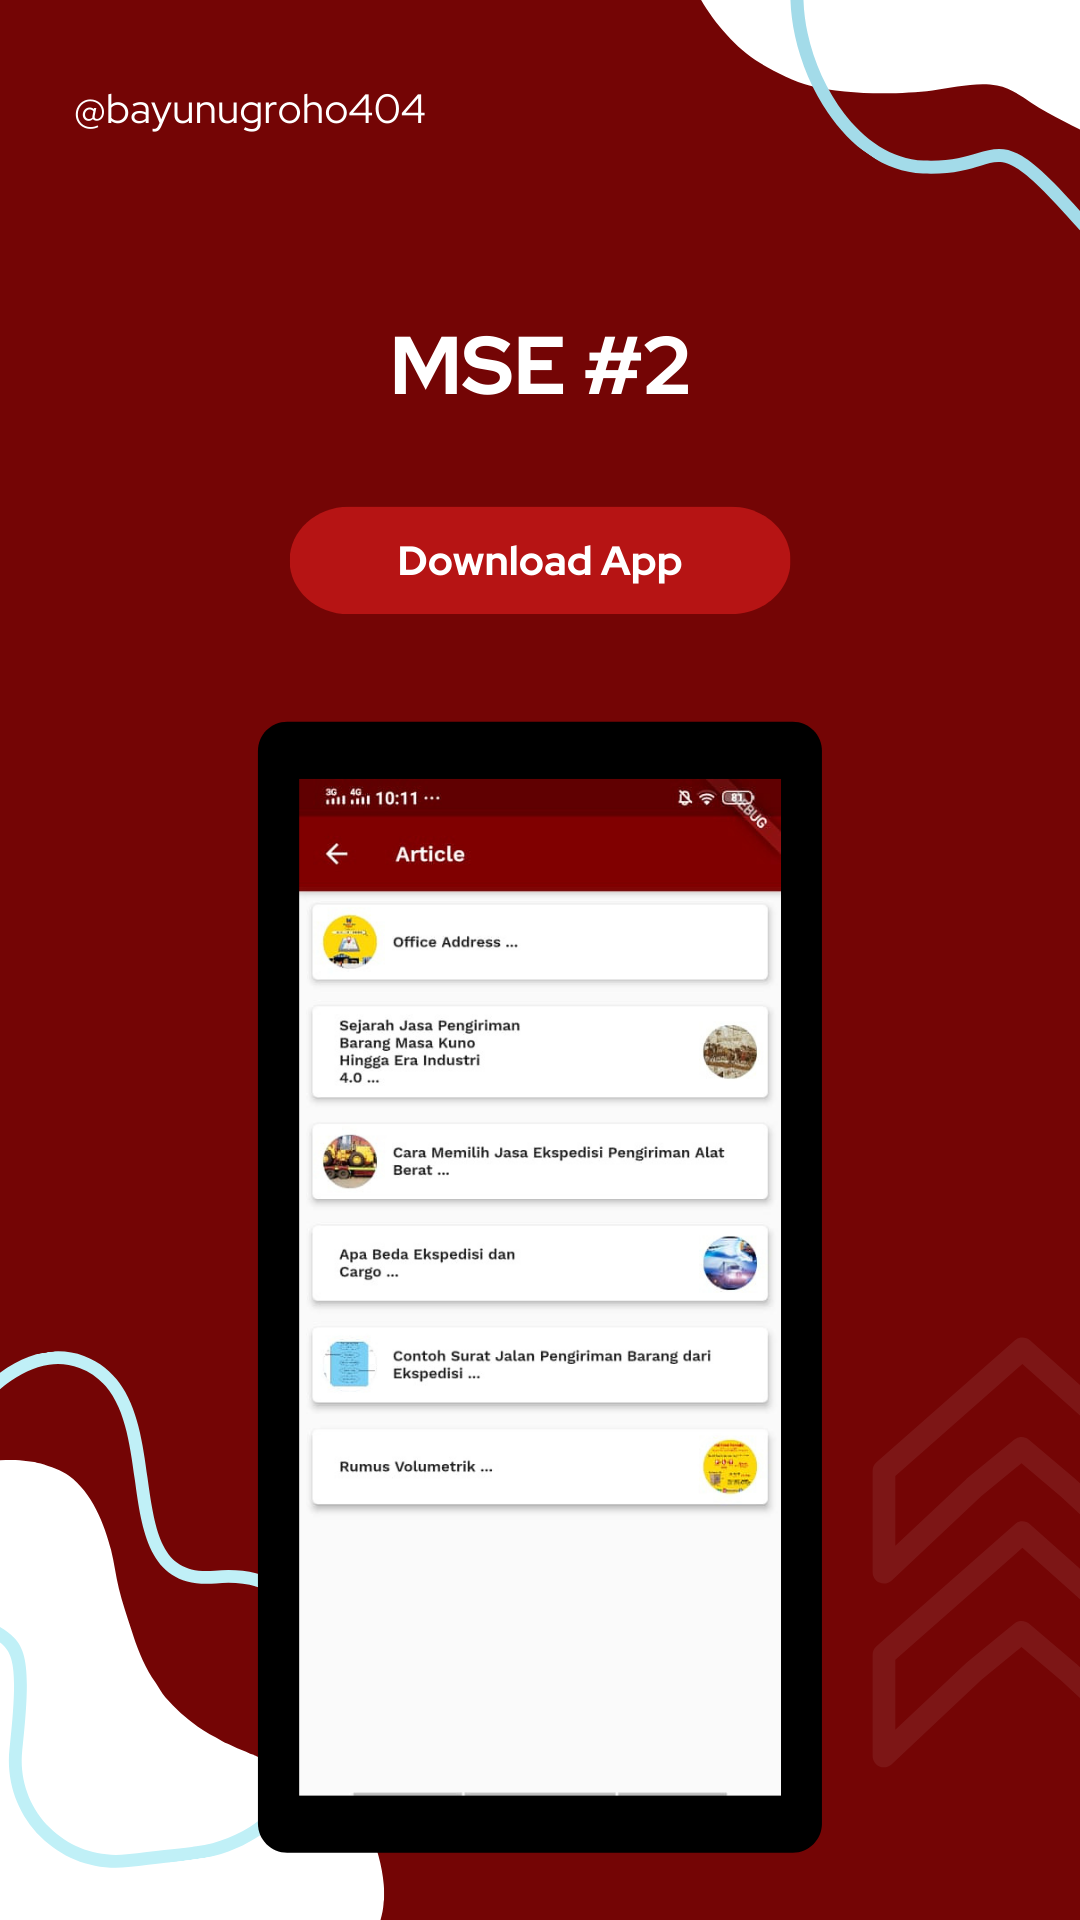 @bayunugroho404
MSE #2
Download App
3G 4G 10:11 ...
81
Article
Office Address ...
Sejarah Jasa Pengiriman
Barang Masa Kuno
Hingga Era Industri
4.0 ...
Cara Memilih Jasa Ekspedisi Pengiriman Alat
Berat ...
Apa Beda Ekspedisi dan
Cargo ...
Contoh Surat Jalan Pengiriman Barang dari
Ekspedisi ...
Rumus Volumetrik ...